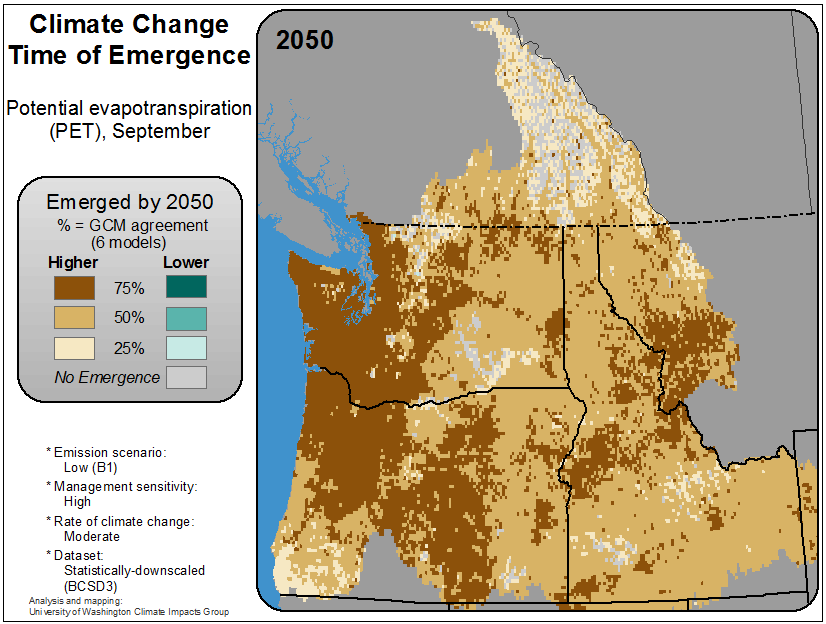 Climate Change
Time of Emergence
Potential evapotranspiration
(PET), September
Emerged by 2050
% = GCM agreement
(6 models)
Higher Lower
75%
50%
25%
No Emergence
* Emission scenario:
Low (B1)
* Management sensitivity:
High
* Rate of climate change:
Moderate
* Dataset:
Statistically-downscaled
(BCSD3)
Analysis and mapping:
University of Washington Climate Impacts Group
2050